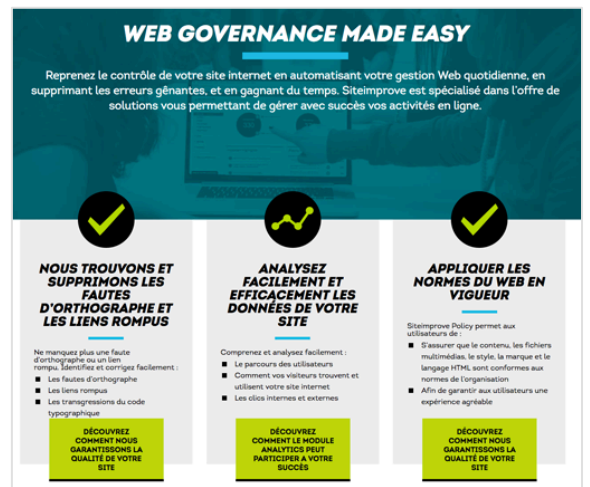 WEB GOVERNANCE MADE EASY
Reprenez le contrôle de votre site internet en automatisant votre gestion Web quotidienne, en
supprimant les erreurs gênantes, et en gagnant du temps. Siteimprove est spécialisé dans l'offre de
solutions vous permettant de gérer avec succès vos activités en ligne.
NOUS TROUVONS ET
SUPPRIMONS LES
FAUTES
D'ORTHOGRAPHE ET
LES LIENS ROMPUS
Ne manquez plus une faute
d'orthographe ou un lien
rompu. Identifiez et corrigez facilement :
■ Les fautes d'orthographe
■ Les liens rompus
■ Les transgressions du code
typographique
DÉCOUVREZ
COMMENT NOUS
GARANTISSONS LA
QUALITÉ DE VOTRE
SITE
ANALYSEZ
FACILEMENT ET
EFFICACEMENT LES
DONNÉES DE VOTRE
SITE
Comprenez et analysez facilement :
■ Le parcours des utilisateurs
■ Comment vos visiteurs trouvent et
utilisent votre site internet
■ Les clics internes et externes
DÉCOUVREZ
COMMENT LE MODULE
ANALYTICS PEUT
PARTICIPER A VOTRE
SUCCÈS
APPLIQUER LES
NORMES DU WEB EN
VIGUEUR
Siteimprove Policy permet aux
utilisateurs de :
■ S'assurer que le contenu, les fichiers
multimédias, le style, la marque et le
langage HTML sont conformes aux
normes de l'organisation
■ Afin de garantir aux utilisateurs une
expérience agréable
DÉCOUVREZ
COMMENT NOUS
GARANTISSONS LA
QUALITÉ DE VOTRE
SITE